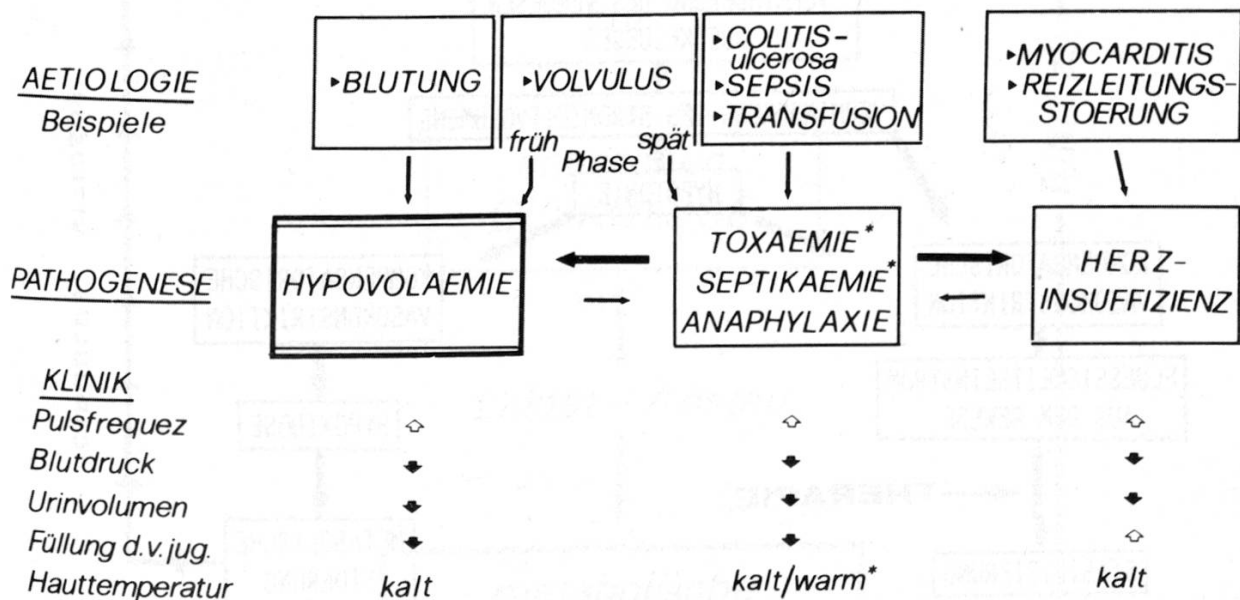 AETIOLOGIE
Beispiele
▸BLUTUNG
▸VOLVULUS
früh spät
Phase
▸COLITIS-
ulcerosa
▸SEPSIS
▸TRANSFUSION
▸MYOCARDITIS
▸REIZLEITUNGS-
STOERUNG
PATHOGENESE
HYPOVOLAEMIE
TOXAEMIE*
SEPTIKAEMIE*
ANAPHYLAXIE
HERZ-
INSUFFIZIENZ
KLINIK
Pulsfrequez
Blutdruck
Urinvolumen
Füllung d.v.jug.
Hauttemperatur kalt kalt/warm* kalt